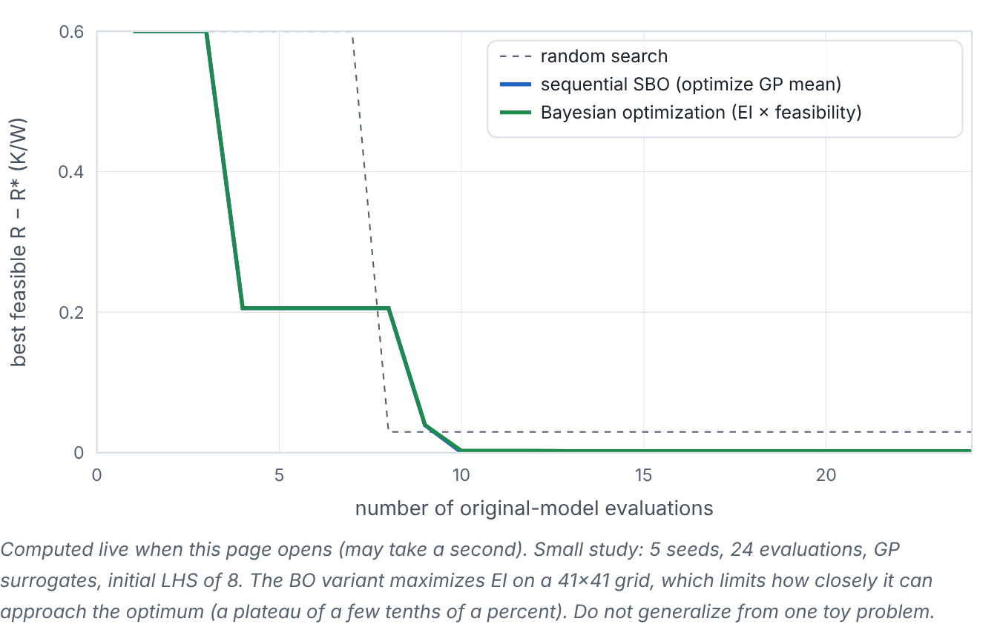 0.6
0.4
0.2
0
best feasible R − R* (K/W)
random search
sequential SBO (optimize GP mean)
Bayesian optimization (EI × feasibility)
0 5 10 15 20
number of original-model evaluations
Computed live when this page opens (may take a second). Small study: 5 seeds, 24 evaluations, GP
surrogates, initial LHS of 8. The BO variant maximizes EI on a 41×41 grid, which limits how closely it can
approach the optimum (a plateau of a few tenths of a percent). Do not generalize from one toy problem.